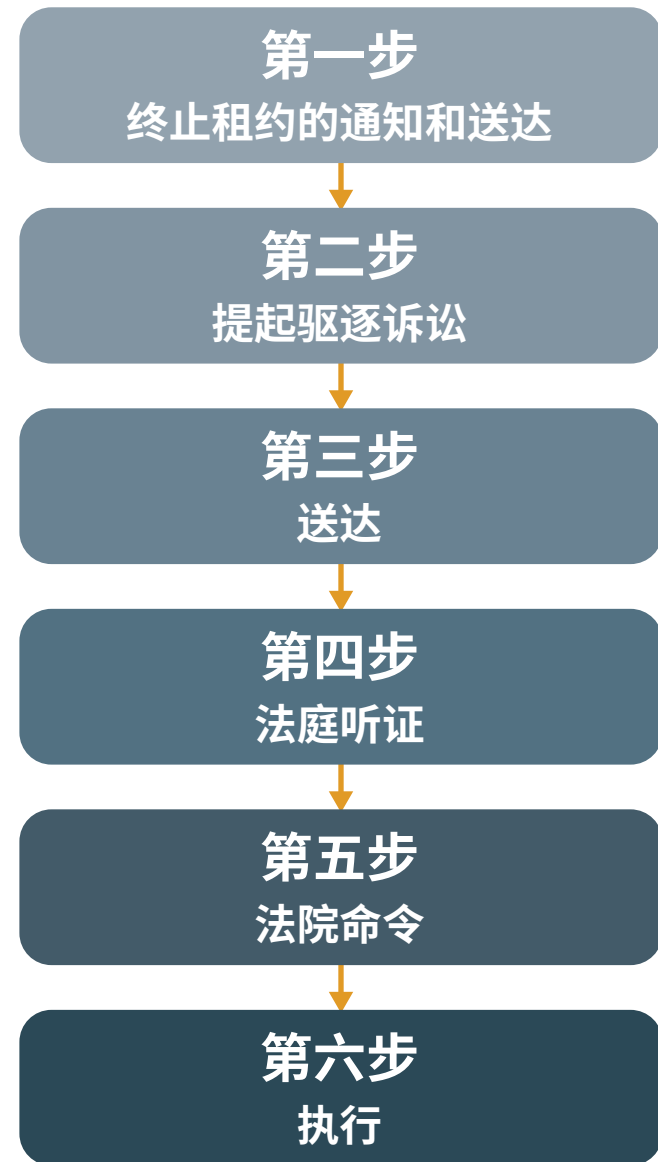 第一步
终止租约的通知和送达
第二步
提起驱逐诉讼
第三步
送达
第四步
法庭听证
第五步
法院命令
第六步
执行